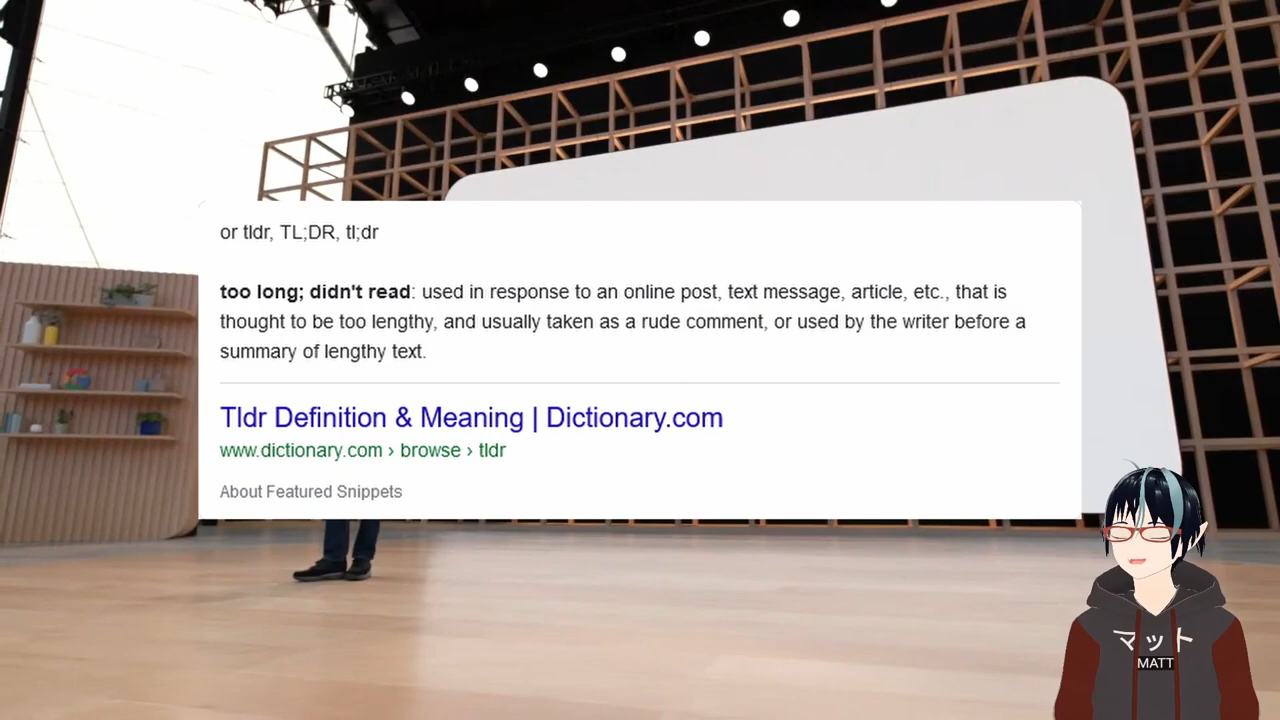 or tldr, TL;DR, tl;dr
too long; didn't read: used in response to an online post, text message, article, etc., that is
thought to be too lengthy, and usually taken as a rude comment, or used by the writer before a
summary of lengthy text.
Tldr Definition & Meaning | Dictionary.com
www.dictionary.com › browse › tldr
About Featured Snippets
マット
MATT